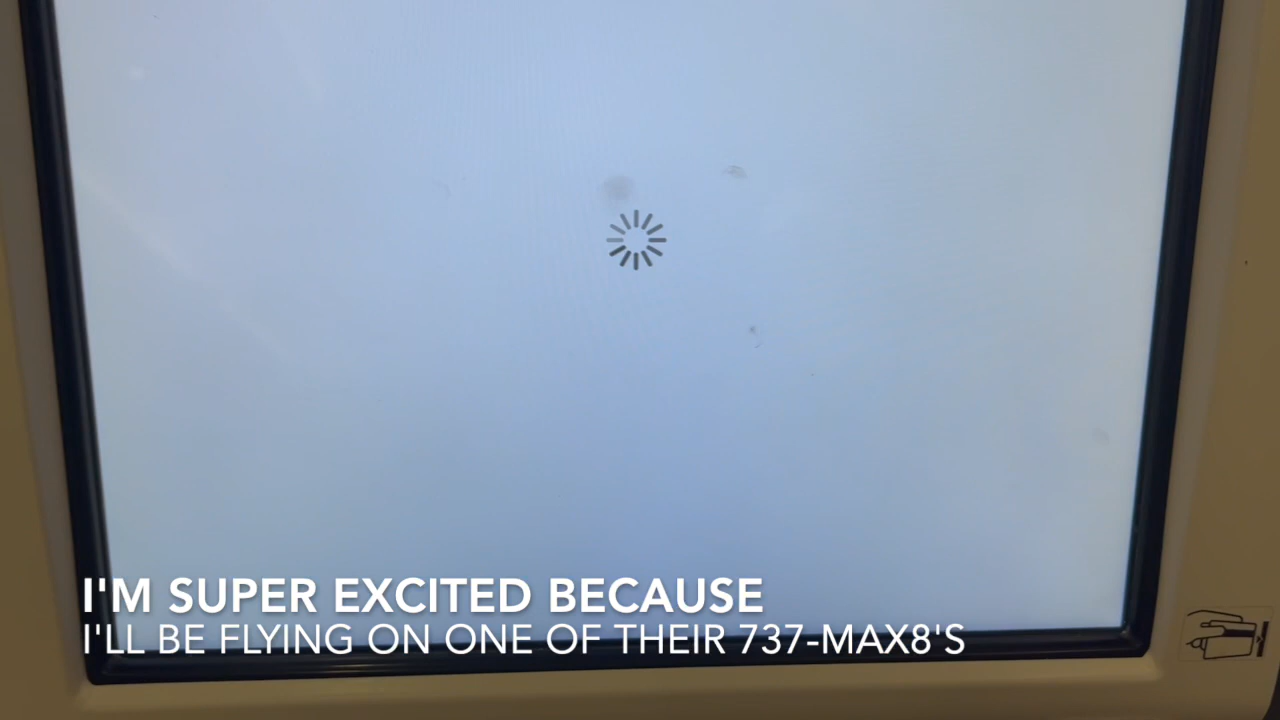 I'M SUPER EXCITED BECAUSE
I'LL BE FLYING ON ONE OF THEIR 737-MAX8'S